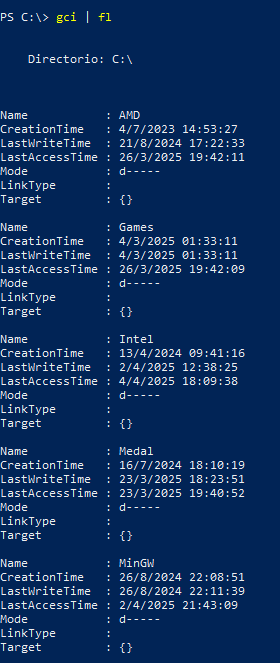 PS C:\> gci | fl
Directorio: C:\
Name : AMD
CreationTime : 4/7/2023 14:53:27
LastWriteTime : 21/8/2024 17:22:33
LastAccessTime : 26/3/2025 19:42:11
Mode : d-----
LinkType :
Target : {}
Name : Games
CreationTime : 4/3/2025 01:33:11
LastWriteTime : 4/3/2025 01:33:11
LastAccessTime : 26/3/2025 19:42:09
Mode : d-----
LinkType :
Target : {}
Name : Intel
CreationTime : 13/4/2024 09:41:16
LastWriteTime : 2/4/2025 12:38:25
LastAccessTime : 4/4/2025 18:09:38
Mode : d-----
LinkType :
Target : {}
Name : Medal
CreationTime : 16/7/2024 18:10:19
LastWriteTime : 23/3/2025 18:23:51
LastAccessTime : 23/3/2025 19:40:52
Mode : d-----
LinkType :
Target : {}
Name : MinGW
CreationTime : 26/8/2024 22:08:51
LastWriteTime : 26/8/2024 22:11:39
LastAccessTime : 2/4/2025 21:43:09
Mode : d-----
LinkType :
Target : {}